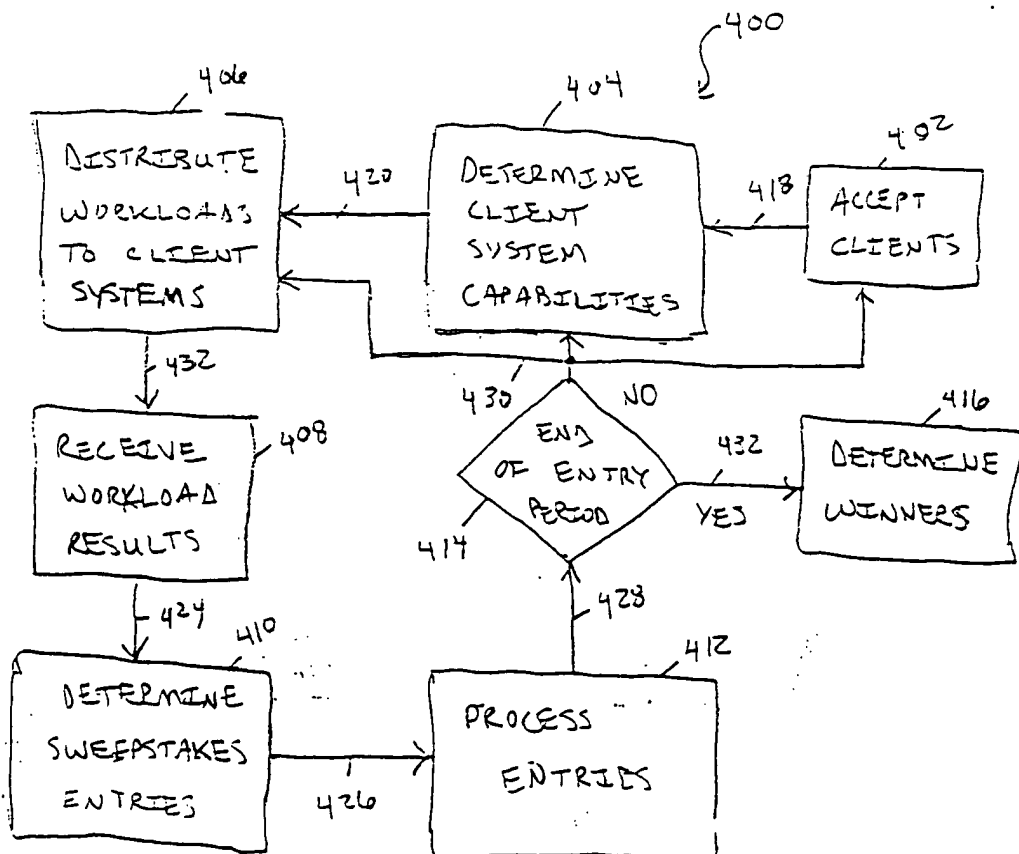 400
406
DISTRIBUTE
WORKLOADS
TO CLIENT
SYSTEMS
420
404
DETERMINE
CLIENT
SYSTEM
CAPABILITIES
418
402
ACCEPT
CLIENTS
432
430
NO
408
RECEIVE
WORKLOAD
RESULTS
END
OF ENTRY
PERIOD
414
432
YES
416
DETERMINE
WINNERS
424
428
410
DETERMINE
SWEEPSTAKES
ENTRIES
426
412
PROCESS
ENTRIES